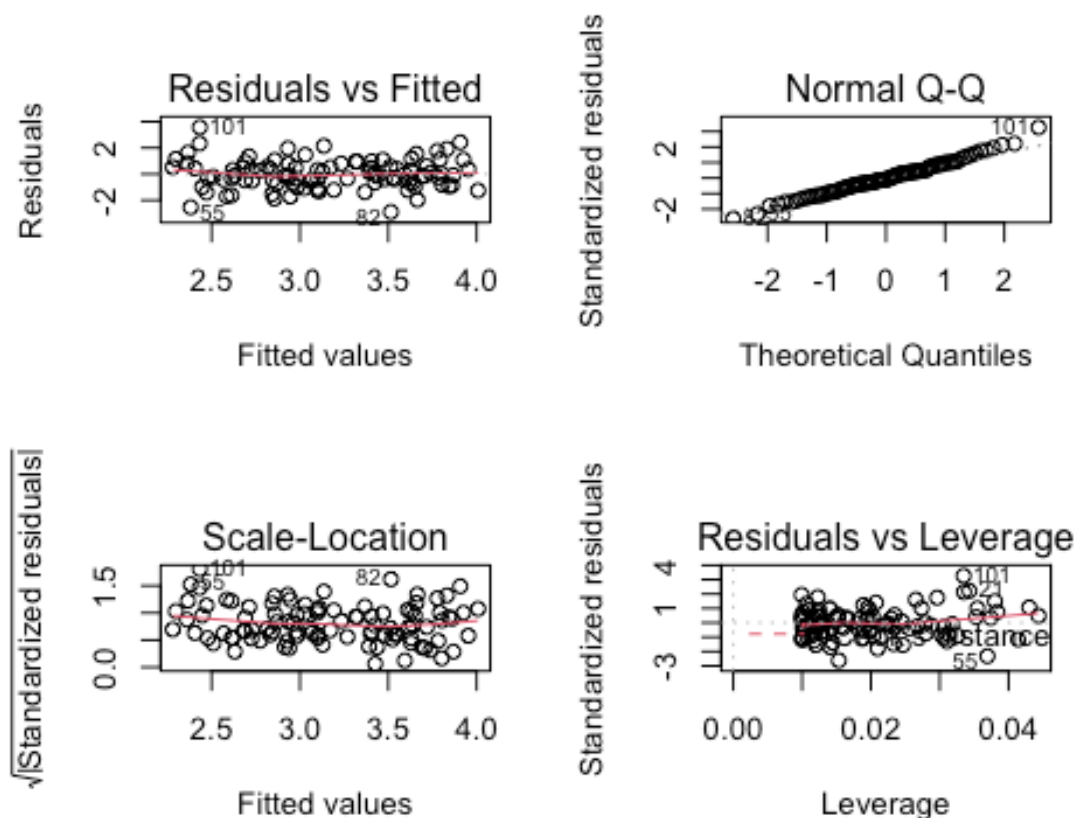 Residuals vs Fitted
Residuals
2
-2
101
55
82
2.5 3.0 3.5 4.0
Fitted values
Normal Q-Q
Standardized residuals
2
-2
101
-2 -1 0 1 2
Theoretical Quantiles
Scale-Location
√|Standardized residuals|
1.5
0.0
101
55
82
2.5 3.0 3.5 4.0
Fitted values
Residuals vs Leverage
Standardized residuals
4
1
-3
101
21
55
0.00 0.02 0.04
Leverage